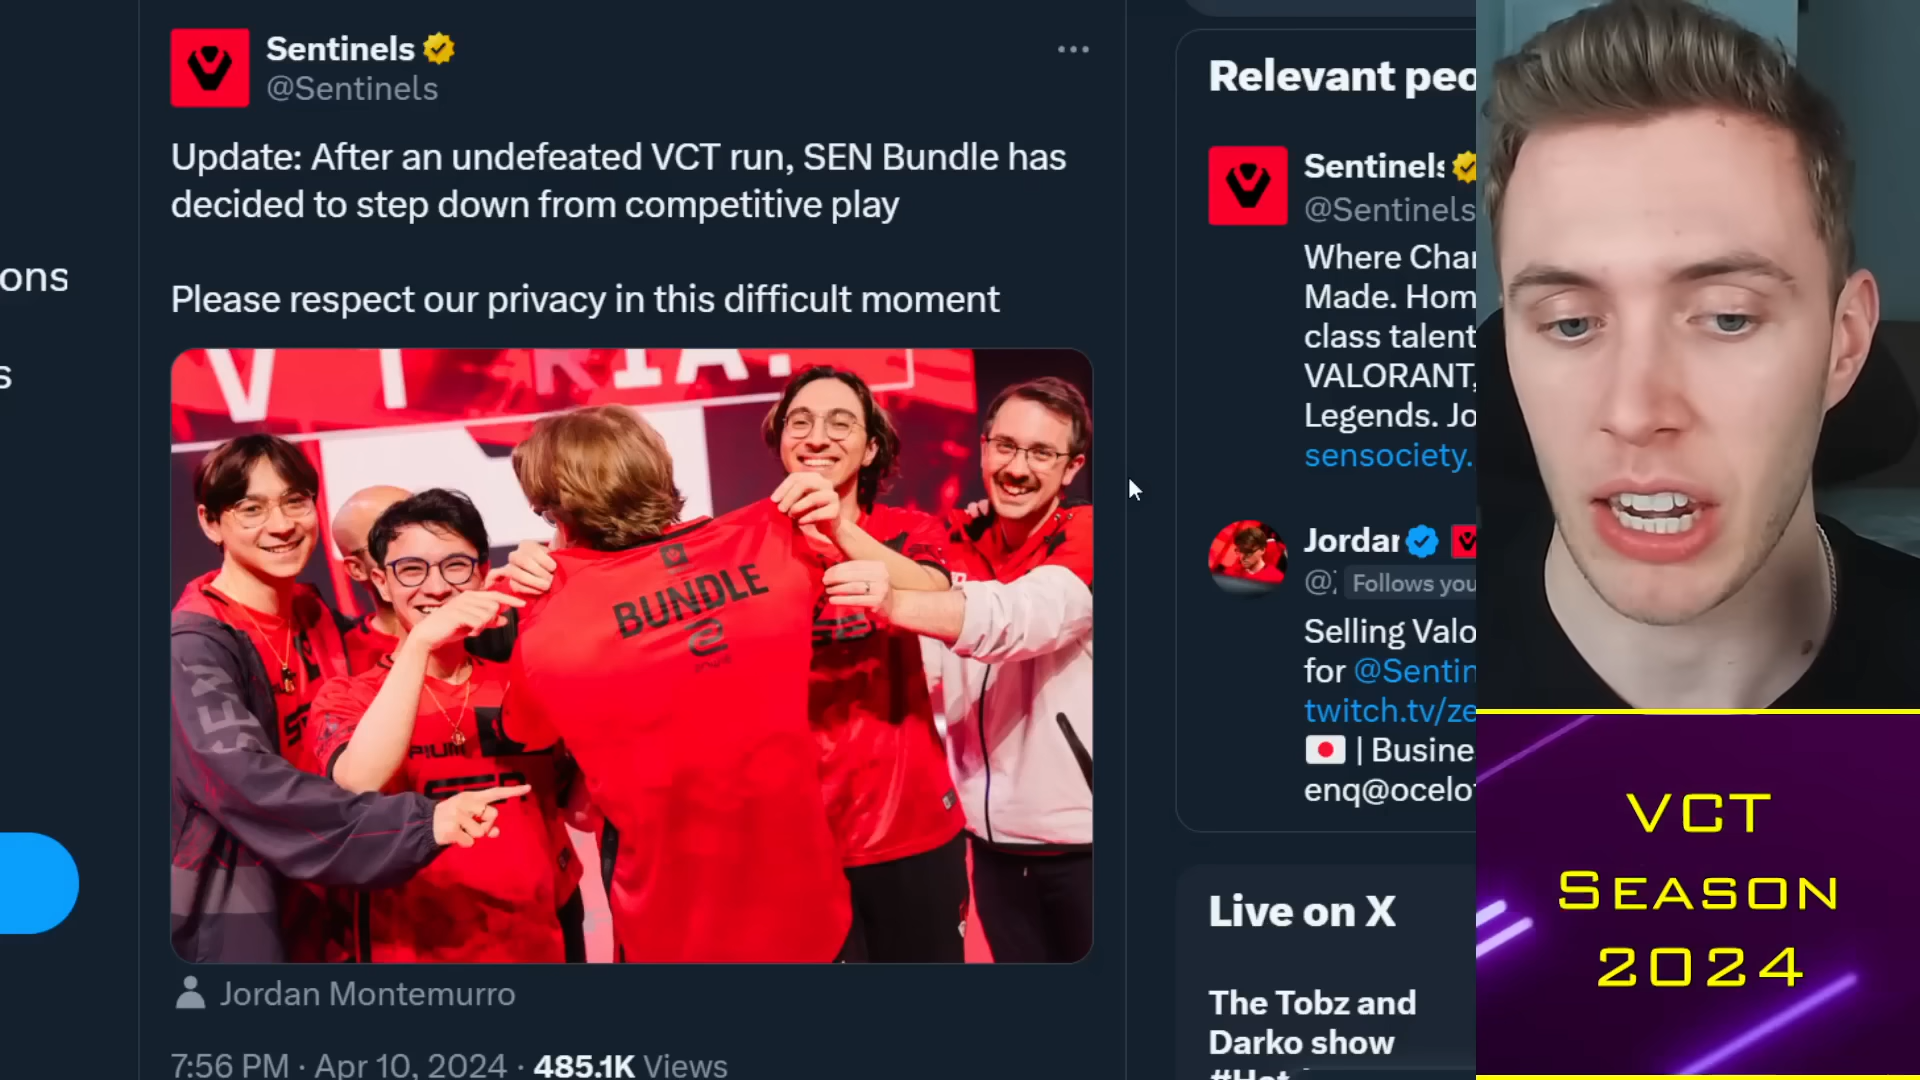 Sentinels
@Sentinels
Update: After an undefeated VCT run, SEN Bundle has
decided to step down from competitive play
Please respect our privacy in this difficult moment
BUNDLE
Jordan Montemurro
7:56 PM · Apr 10, 2024 · 485.1K Views
ons
s
Relevant peo
Sentinels
@Sentinels
Where Cha
Made. Hom
class talent
VALORANT,
Legends. Jo
sensociety.
Jordan
@
Follows you
Selling Valo
for @Sentin
twitch.tv/ze
| Busine
enq@ocelo
Live on X
The Tobz and
Darko show
VCT
SEASON
2024